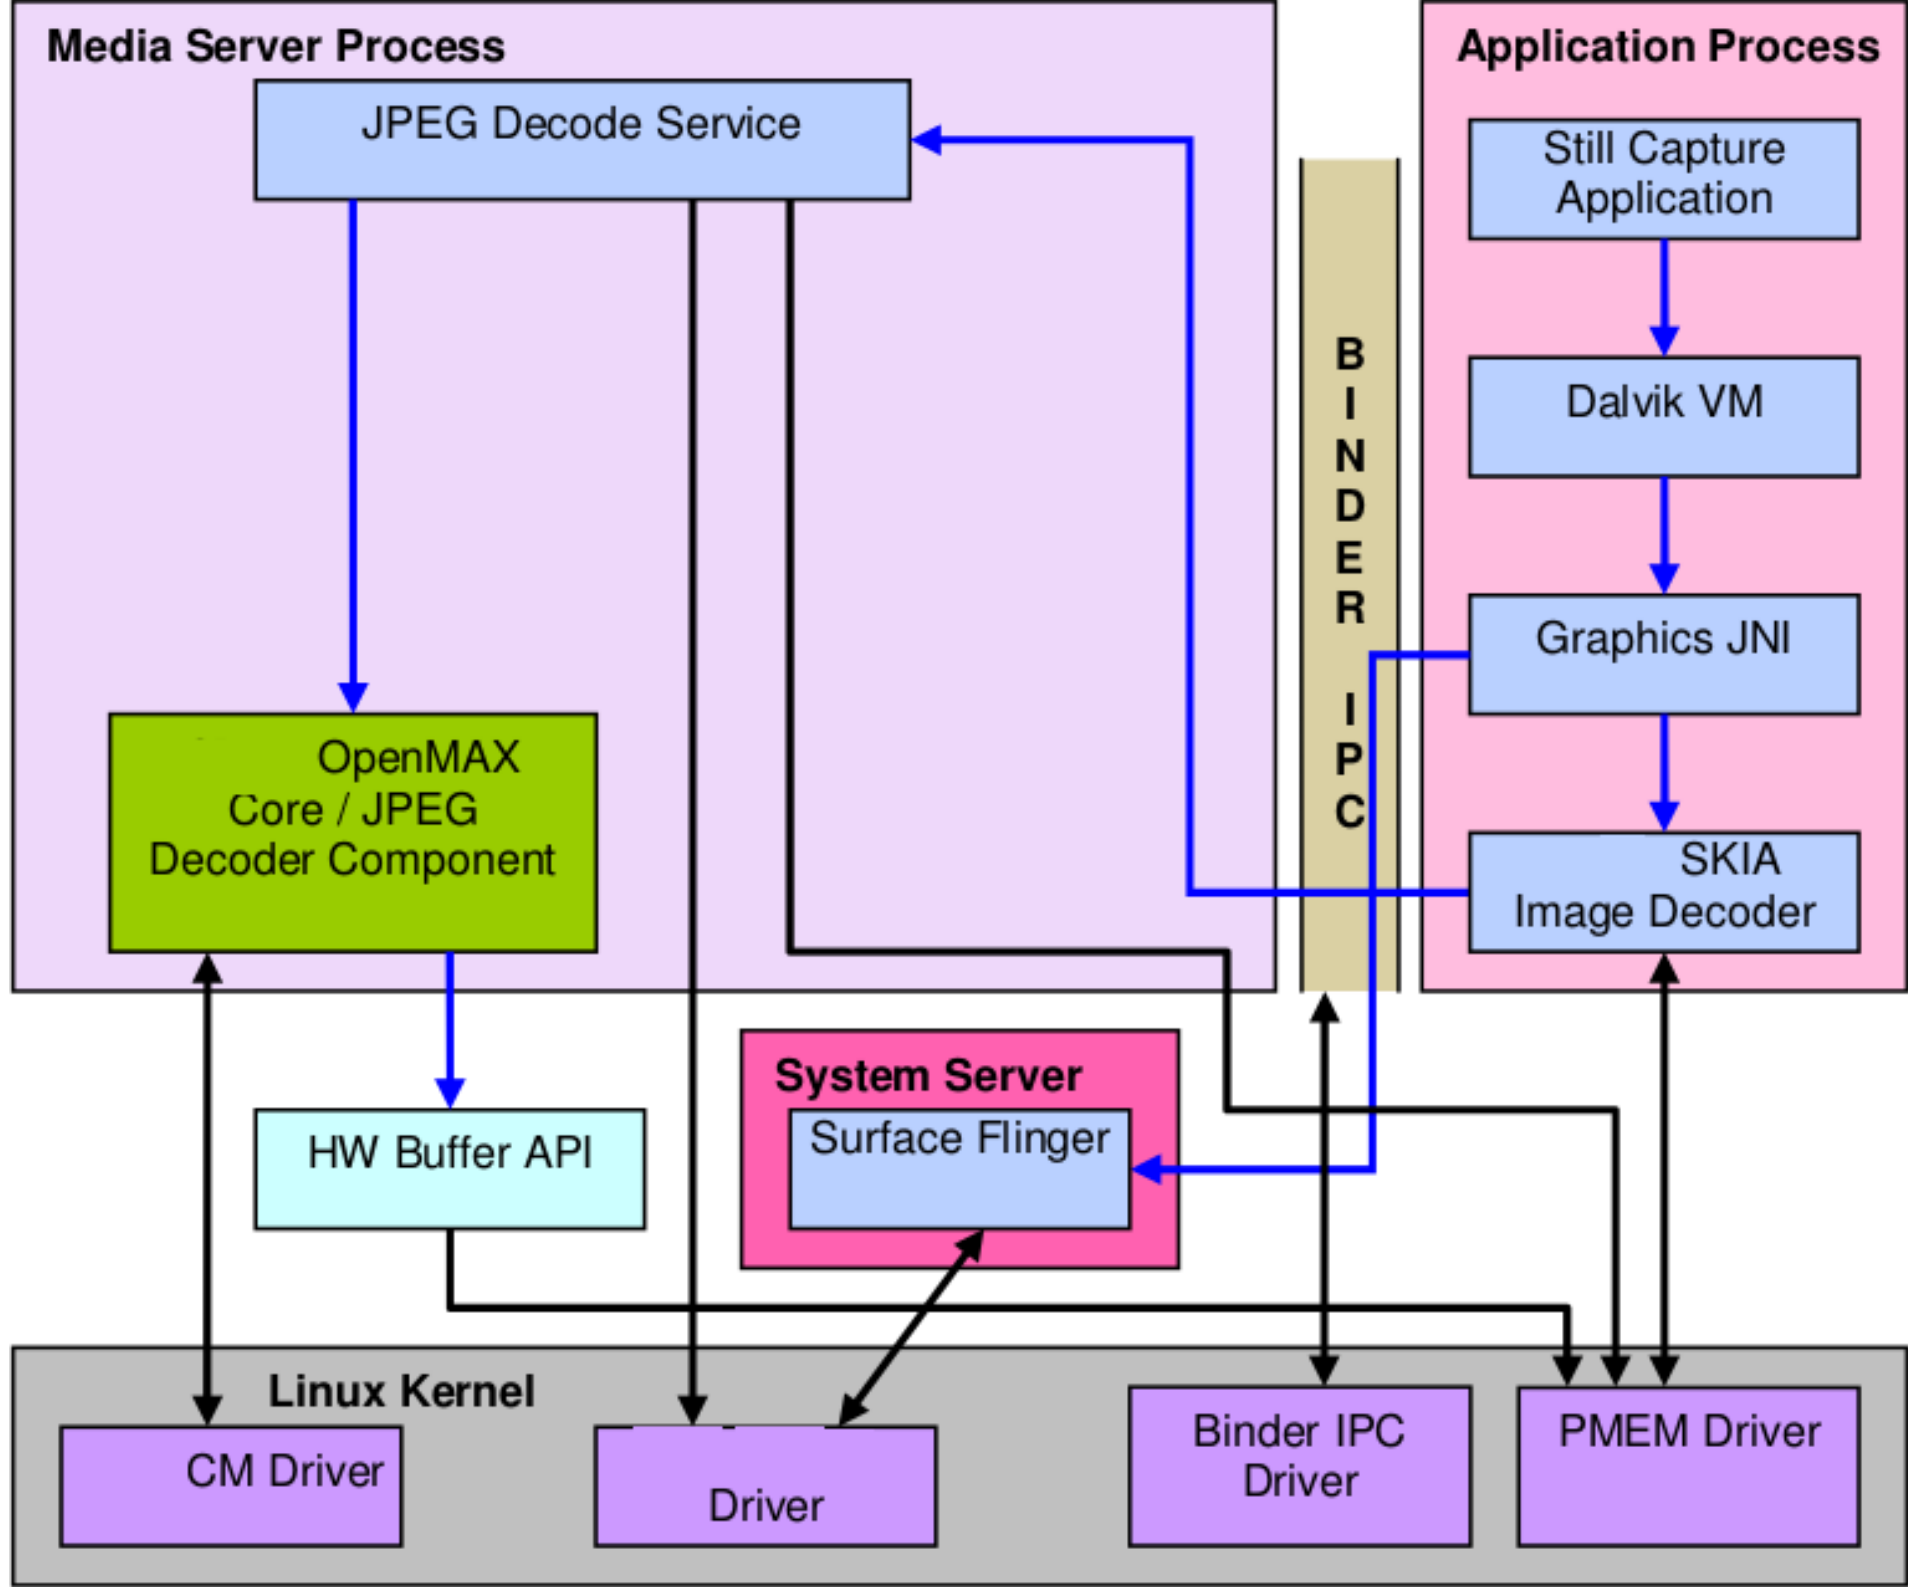 Media Server Process
JPEG Decode Service
OpenMAX
Core / JPEG
Decoder Component
HW Buffer API
System Server
Surface Flinger
B
I
N
D
E
R
I
P
C
Application Process
Still Capture
Application
Dalvik VM
Graphics JNI
SKIA
Image Decoder
Linux Kernel
CM Driver
Driver
Binder IPC
Driver
PMEM Driver